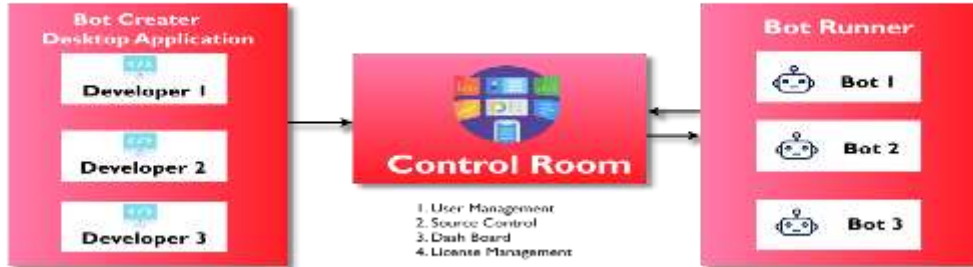 Bot Creater
Desktop Application
</>
Developer 1
</>
Developer 2
</>
Developer 3
Control Room
1. User Management
2. Source Control
3. Dash Board
4. License Management
Bot Runner
Bot 1
Bot 2
Bot 3